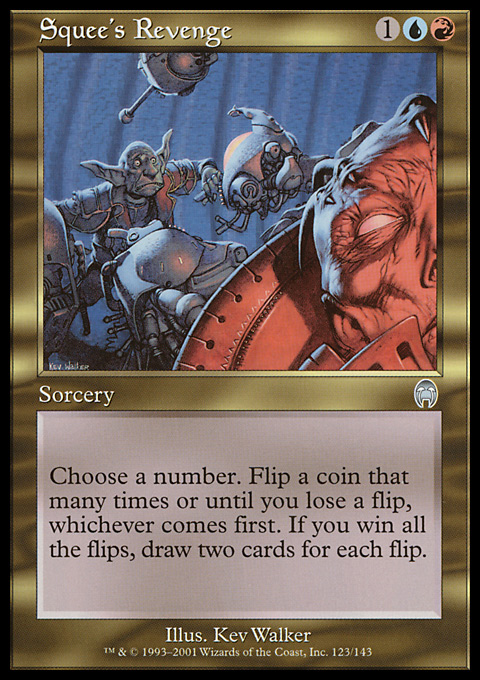 Squee's Revenge 1
Kev. Walker
Sorcery
Choose a number. Flip a coin that
many times or until you lose a flip,
whichever comes first. If you win all
the flips, draw two cards for each flip.
Illus. Kev Walker
™ & © 1993–2001 Wizards of the Coast, Inc. 123/143